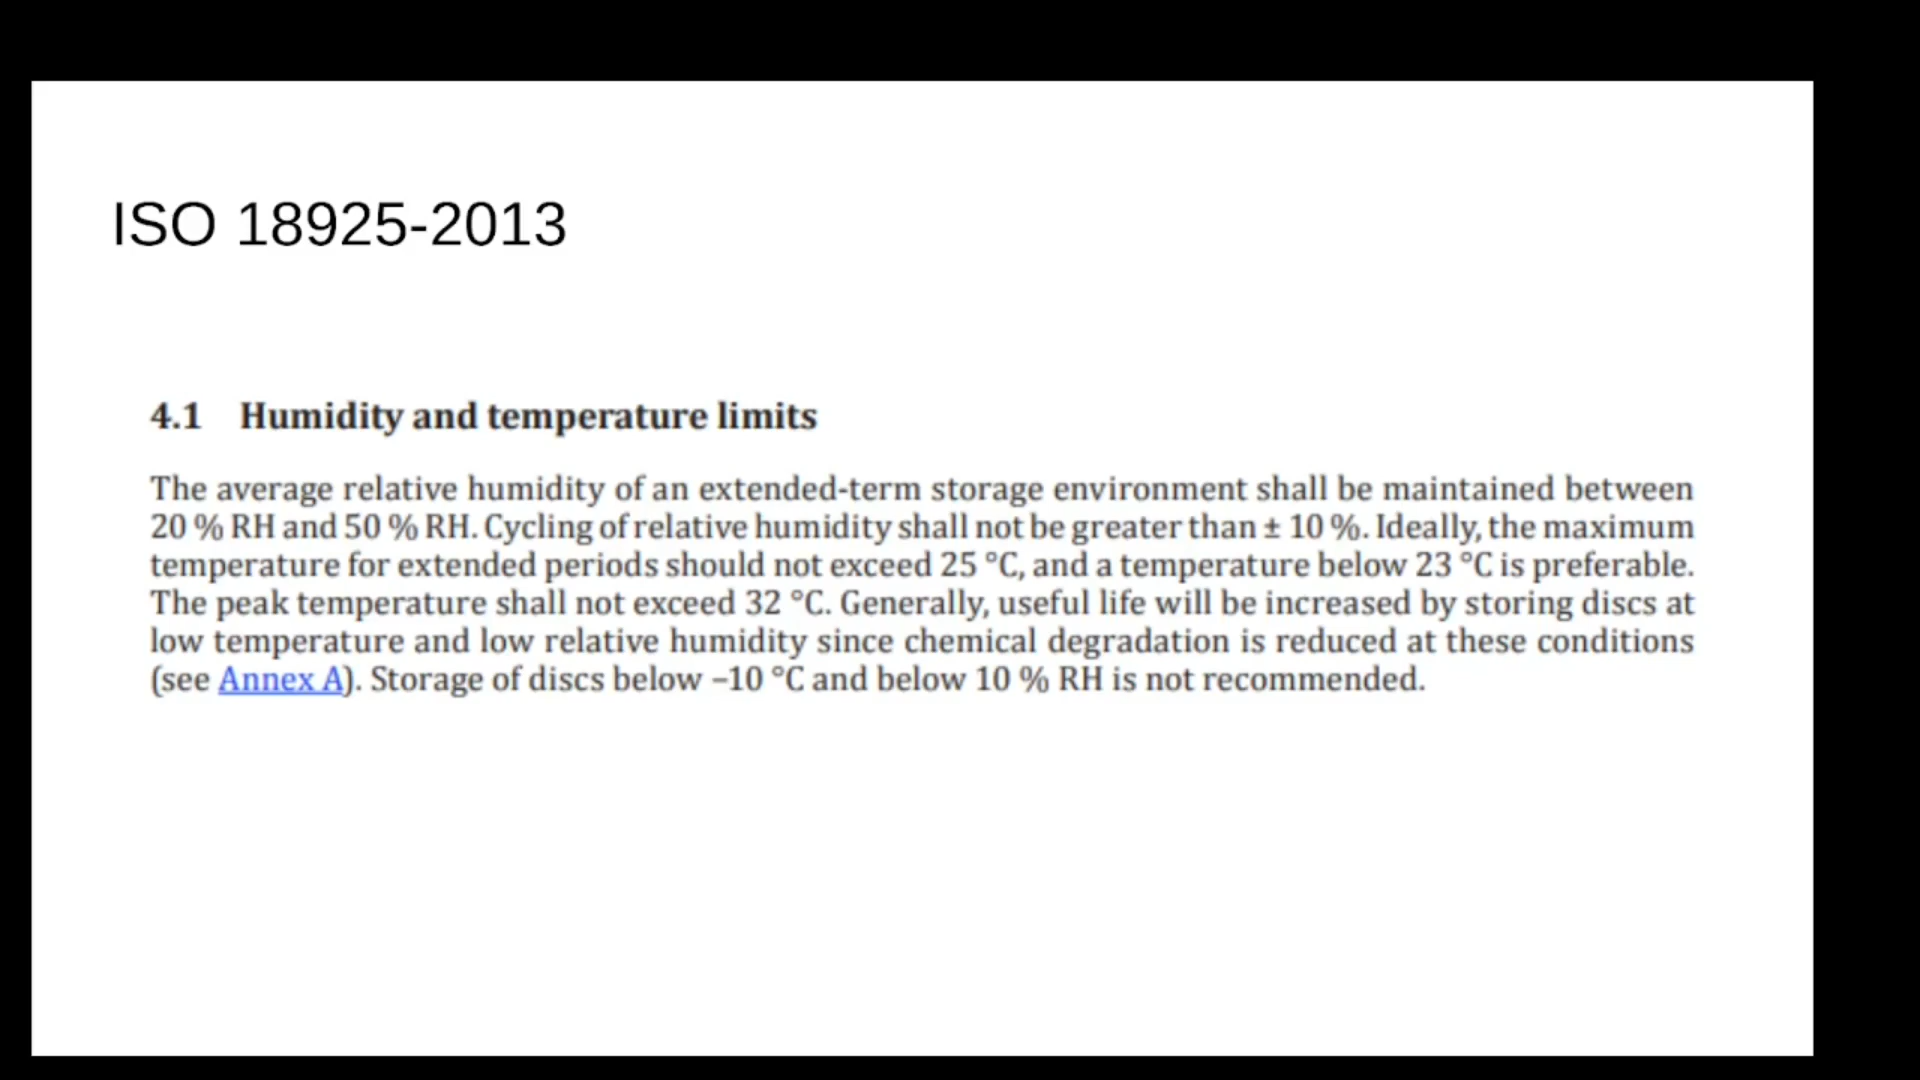 ISO 18925-2013
4.1 Humidity and temperature limits
The average relative humidity of an extended-term storage environment shall be maintained between
20 % RH and 50 % RH. Cycling of relative humidity shall not be greater than ± 10 %. Ideally, the maximum
temperature for extended periods should not exceed 25 °C, and a temperature below 23 °C is preferable.
The peak temperature shall not exceed 32 °C. Generally, useful life will be increased by storing discs at
low temperature and low relative humidity since chemical degradation is reduced at these conditions
(see Annex A). Storage of discs below –10 °C and below 10 % RH is not recommended.